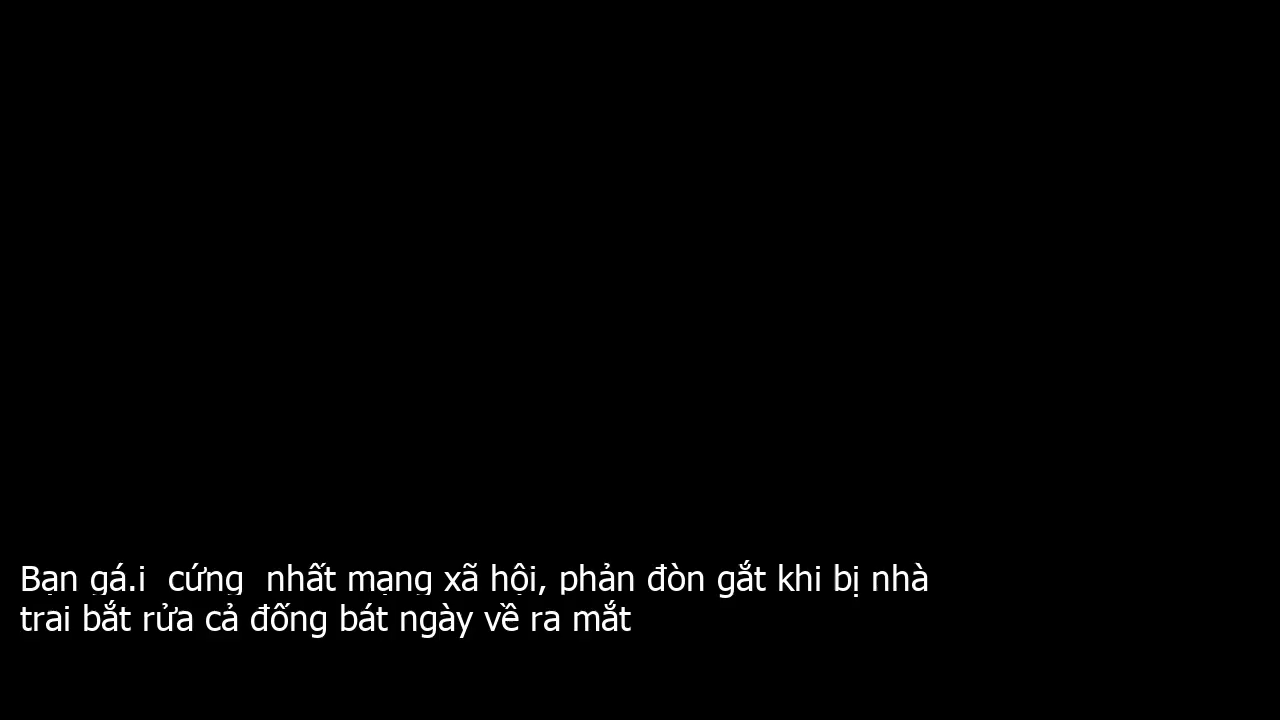 Bạn gá.i  cứng  nhất mạng xã hội, phản đòn gắt khi bị nhà
trai bắt rửa cả đống bát ngày về ra mắt